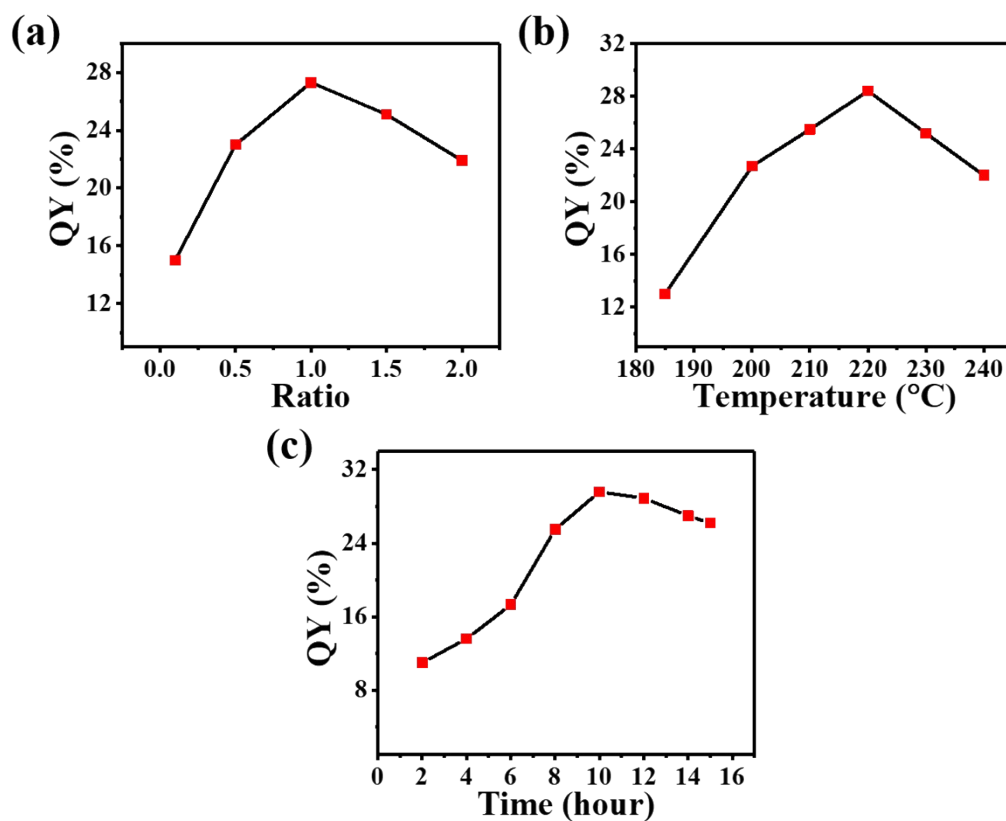 (a)
28
24
20
16
12
QY (%)
0.0 0.5 1.0 1.5 2.0
Ratio
(b)
32
28
24
20
16
12
QY (%)
180 190 200 210 220 230 240
Temperature (°C)
(c)
32
24
16
8
QY (%)
0 2 4 6 8 10 12 14 16
Time (hour)